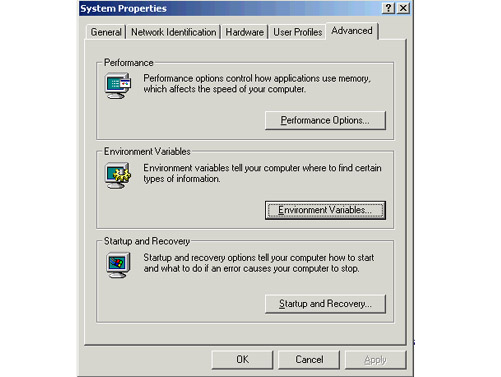 System Properties
General Network Identification Hardware User Profiles Advanced
Performance
Performance options control how applications use memory,
which affects the speed of your computer.
Performance Options...
Environment Variables
Environment variables tell your computer where to find certain
types of information.
Environment Variables...
Startup and Recovery
Startup and recovery options tell your computer how to start
and what to do if an error causes your computer to stop.
Startup and Recovery...
OK Cancel Apply